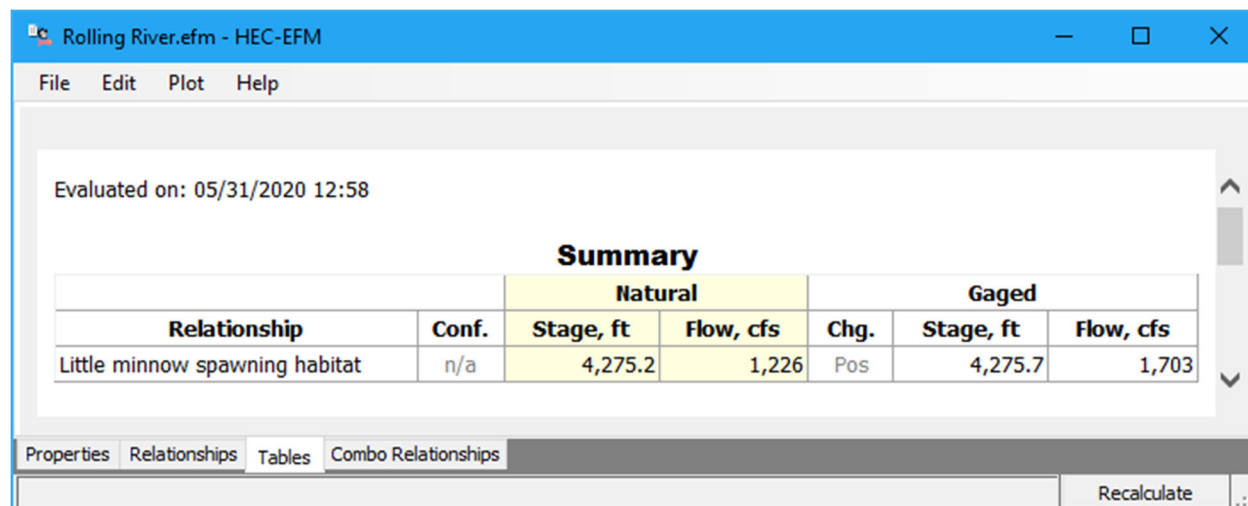 Rolling River.efm - HEC-EFM
File Edit Plot Help
Evaluated on: 05/31/2020 12:58
Summary
Natural Gaged
Relationship Conf. Stage, ft Flow, cfs Chg. Stage, ft Flow, cfs
Little minnow spawning habitat n/a 4,275.2 1,226 Pos 4,275.7 1,703
Properties Relationships Tables Combo Relationships
Recalculate